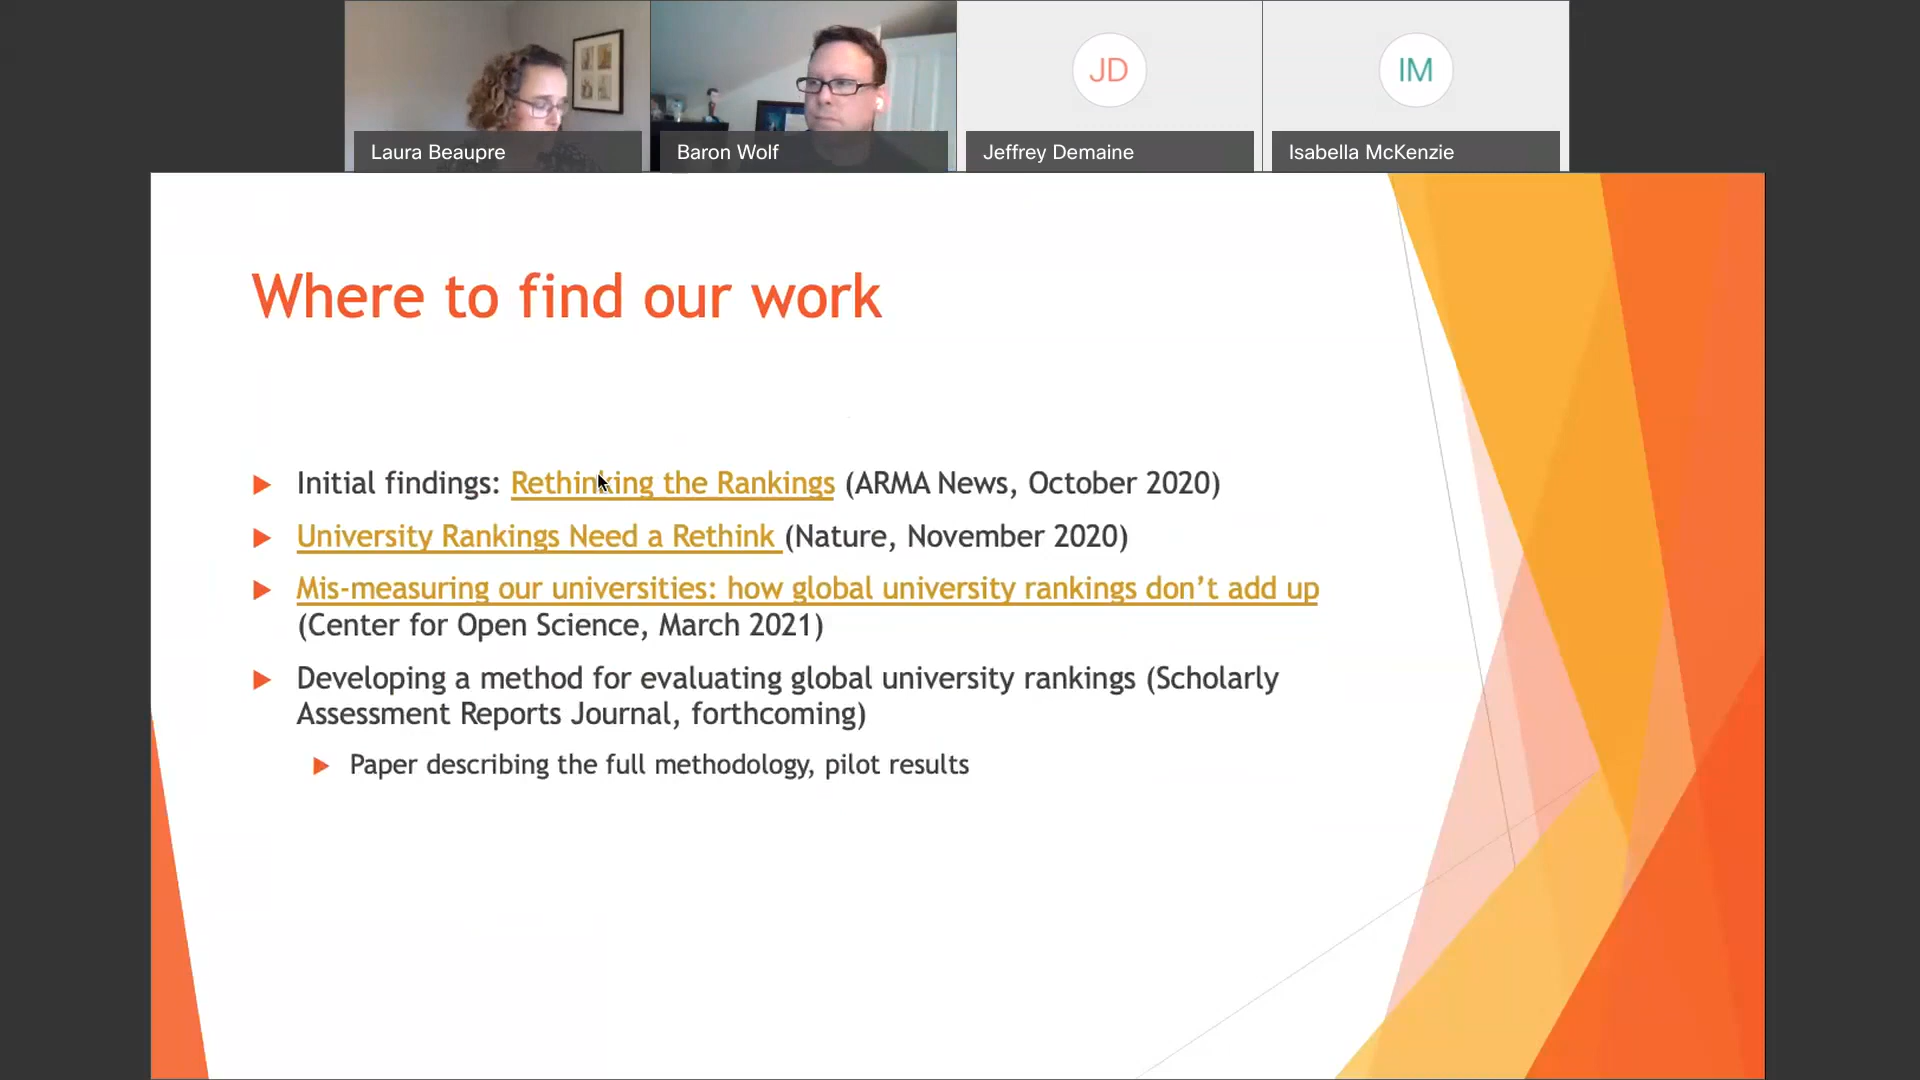 JD
IM
Laura Beaupre
Baron Wolf
Jeffrey Demaine
Isabella McKenzie
Where to find our work
Initial findings: Rethinking the Rankings (ARMA News, October 2020)
University Rankings Need a Rethink (Nature, November 2020)
Mis-measuring our universities: how global university rankings don’t add up
(Center for Open Science, March 2021)
Developing a method for evaluating global university rankings (Scholarly
Assessment Reports Journal, forthcoming)
Paper describing the full methodology, pilot results